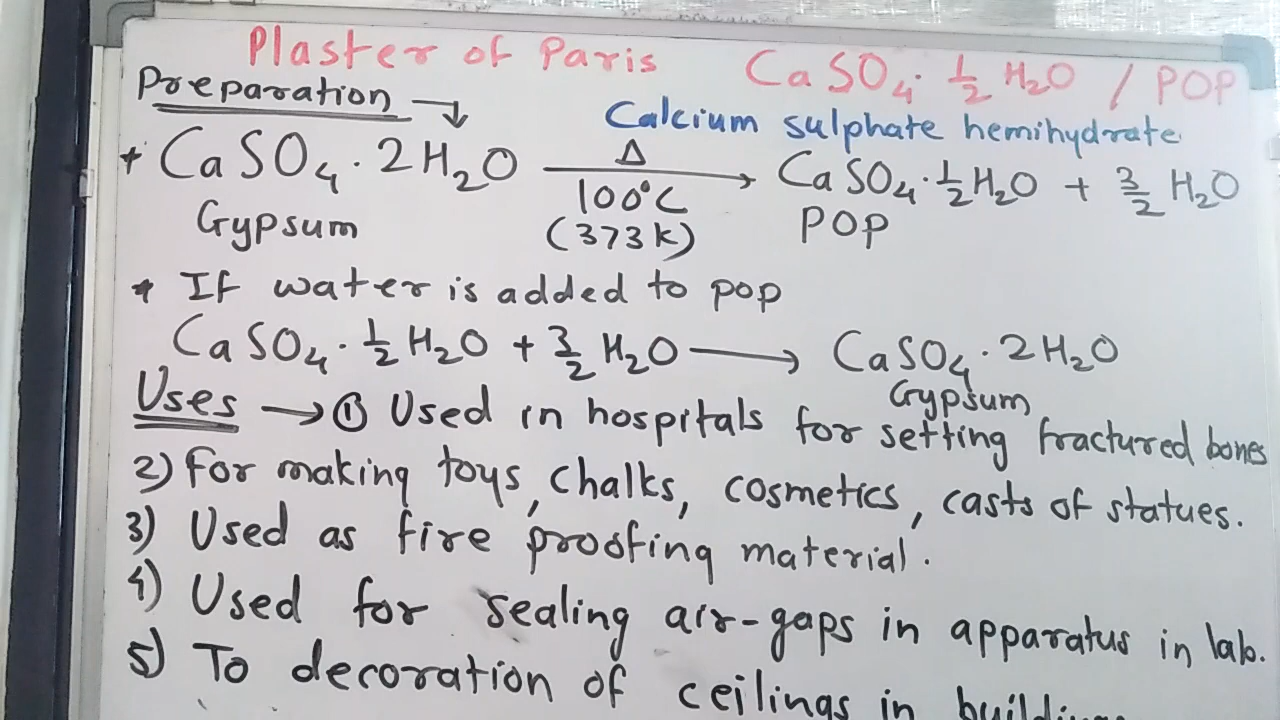 Plaster of Paris CaSO₄·½H₂O / POP
Preparation →
Calcium sulphate hemihydrate
* CaSO₄·2H₂O —Δ 100°C (373K)→ CaSO₄·½H₂O + 3/2 H₂O
Gypsum POP
* If water is added to pop
CaSO₄·½H₂O + 3/2 H₂O → CaSO₄·2H₂O
Gypsum
Uses → ① Used in hospitals for setting fractured bones
2) For making toys, chalks, cosmetics, casts of statues.
3) Used as fire proofing material.
4) Used for sealing air-gaps in apparatus in lab.
5) To decoration of ceilings in